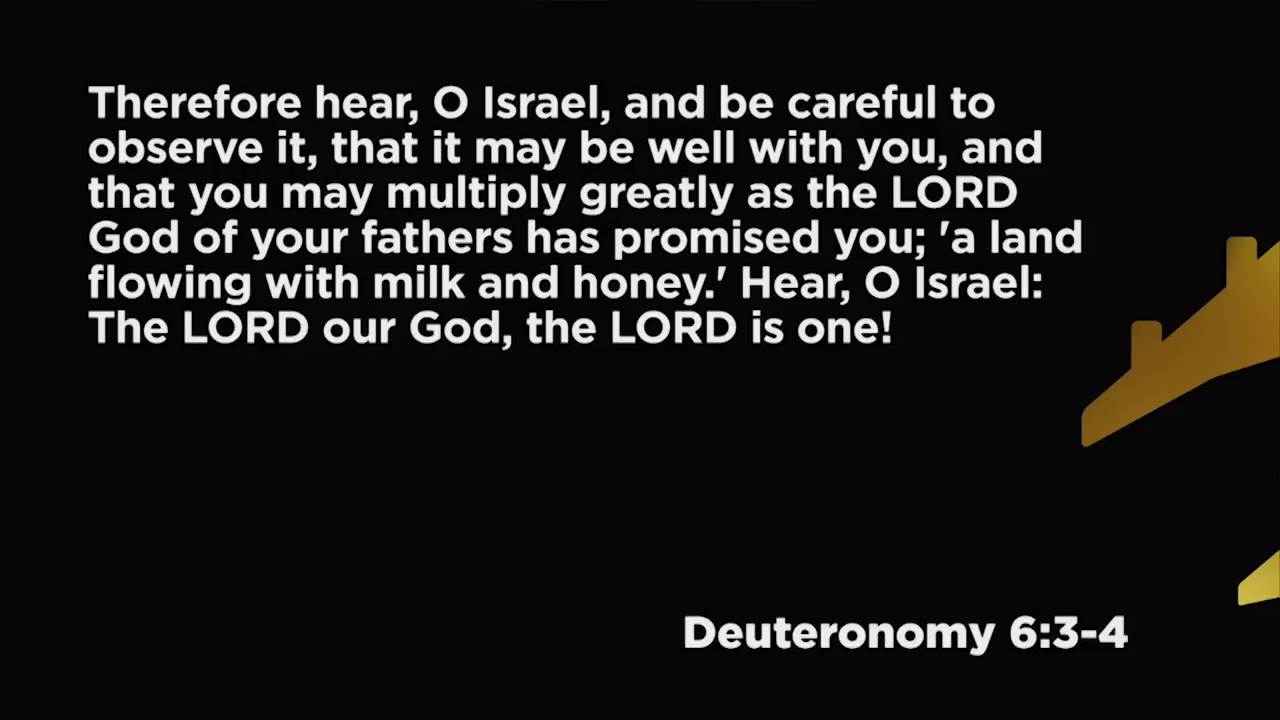 Therefore hear, O Israel, and be careful to
observe it, that it may be well with you, and
that you may multiply greatly as the LORD
God of your fathers has promised you; 'a land
flowing with milk and honey.' Hear, O Israel:
The LORD our God, the LORD is one!
Deuteronomy 6:3-4